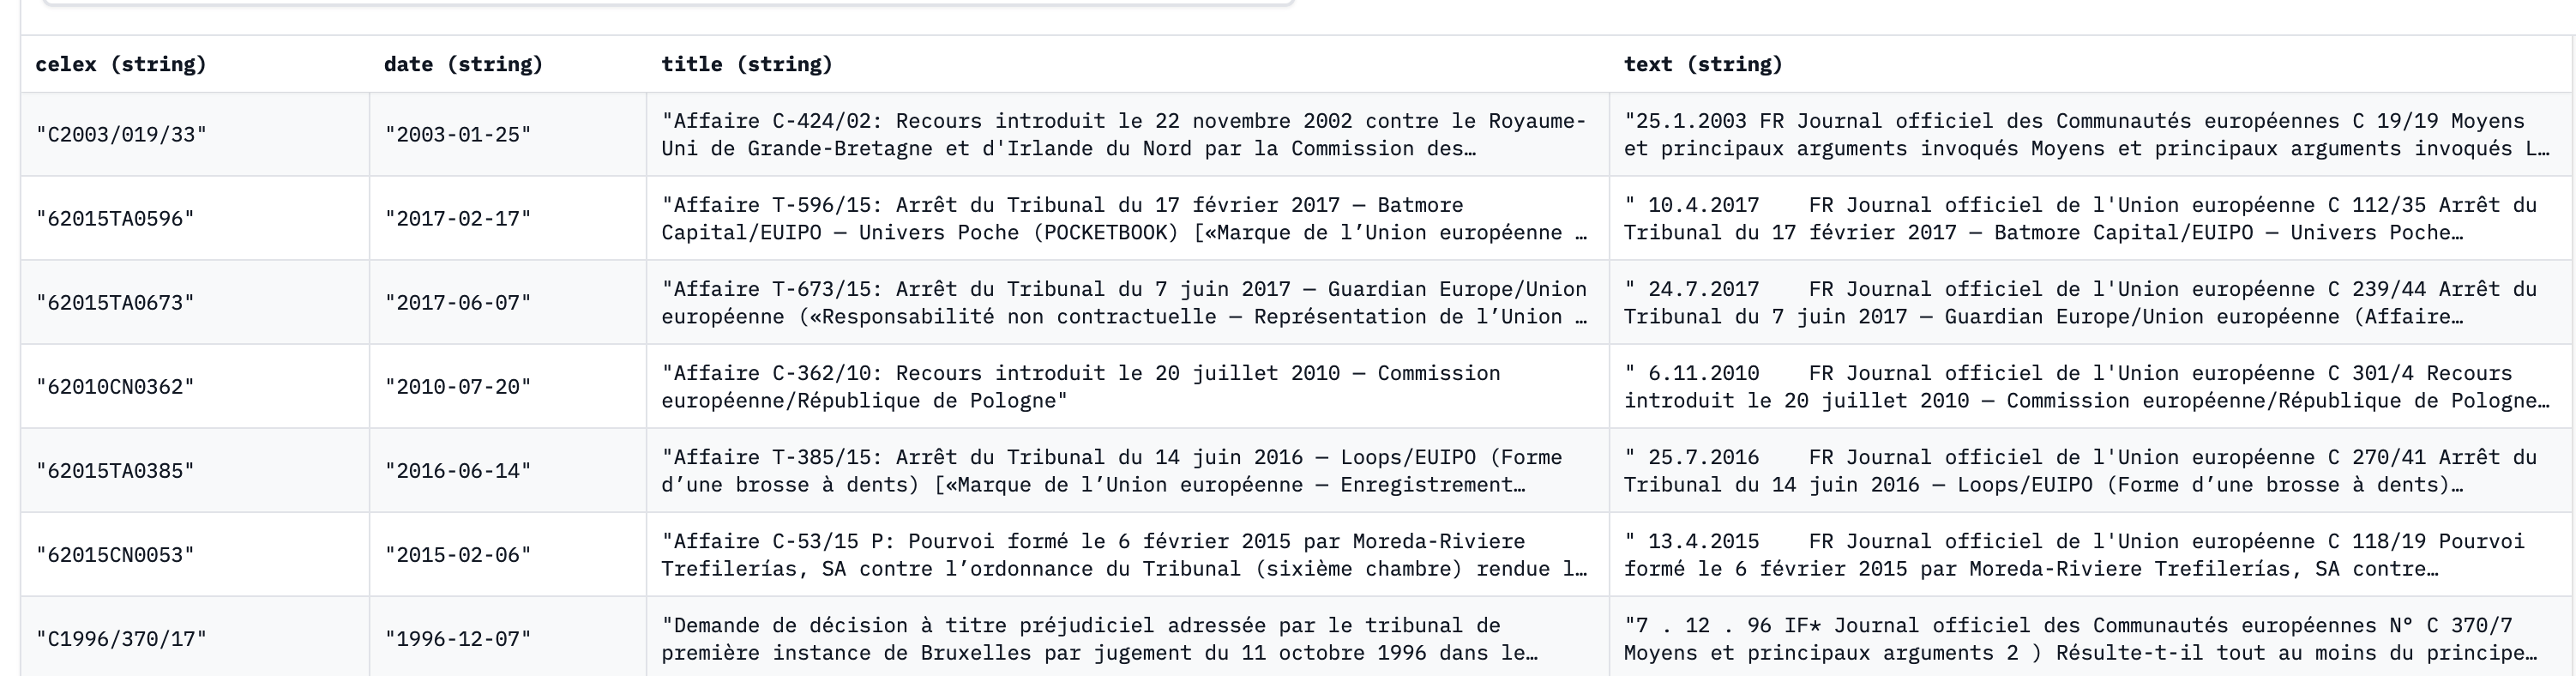 celex (string)
date (string)
title (string)
text (string)
"C2003/019/33"
"2003-01-25"
"Affaire C-424/02: Recours introduit le 22 novembre 2002 contre le Royaume-
Uni de Grande-Bretagne et d'Irlande du Nord par la Commission des…
"25.1.2003 FR Journal officiel des Communautés européennes C 19/19 Moyens
et principaux arguments invoqués Moyens et principaux arguments invoqués L…
"62015TA0596"
"2017-02-17"
"Affaire T-596/15: Arrêt du Tribunal du 17 février 2017 — Batmore
Capital/EUIPO — Univers Poche (POCKETBOOK) [«Marque de l’Union européenne …
" 10.4.2017    FR Journal officiel de l'Union européenne C 112/35 Arrêt du
Tribunal du 17 février 2017 — Batmore Capital/EUIPO — Univers Poche…
"62015TA0673"
"2017-06-07"
"Affaire T-673/15: Arrêt du Tribunal du 7 juin 2017 — Guardian Europe/Union
européenne («Responsabilité non contractuelle — Représentation de l’Union …
" 24.7.2017    FR Journal officiel de l'Union européenne C 239/44 Arrêt du
Tribunal du 7 juin 2017 — Guardian Europe/Union européenne (Affaire…
"62010CN0362"
"2010-07-20"
"Affaire C-362/10: Recours introduit le 20 juillet 2010 — Commission
européenne/République de Pologne"
" 6.11.2010    FR Journal officiel de l'Union européenne C 301/4 Recours
introduit le 20 juillet 2010 — Commission européenne/République de Pologne…
"62015TA0385"
"2016-06-14"
"Affaire T-385/15: Arrêt du Tribunal du 14 juin 2016 — Loops/EUIPO (Forme
d’une brosse à dents) [«Marque de l’Union européenne — Enregistrement…
" 25.7.2016    FR Journal officiel de l'Union européenne C 270/41 Arrêt du
Tribunal du 14 juin 2016 — Loops/EUIPO (Forme d’une brosse à dents)…
"62015CN0053"
"2015-02-06"
"Affaire C-53/15 P: Pourvoi formé le 6 février 2015 par Moreda-Riviere
Trefilerías, SA contre l’ordonnance du Tribunal (sixième chambre) rendue l…
" 13.4.2015    FR Journal officiel de l'Union européenne C 118/19 Pourvoi
formé le 6 février 2015 par Moreda-Riviere Trefilerías, SA contre…
"C1996/370/17"
"1996-12-07"
"Demande de décision à titre préjudiciel adressée par le tribunal de
première instance de Bruxelles par jugement du 11 octobre 1996 dans le…
"7 . 12 . 96 IF* Journal officiel des Communautés européennes N° C 370/7
Moyens et principaux arguments 2 ) Résulte-t-il tout au moins du principe…